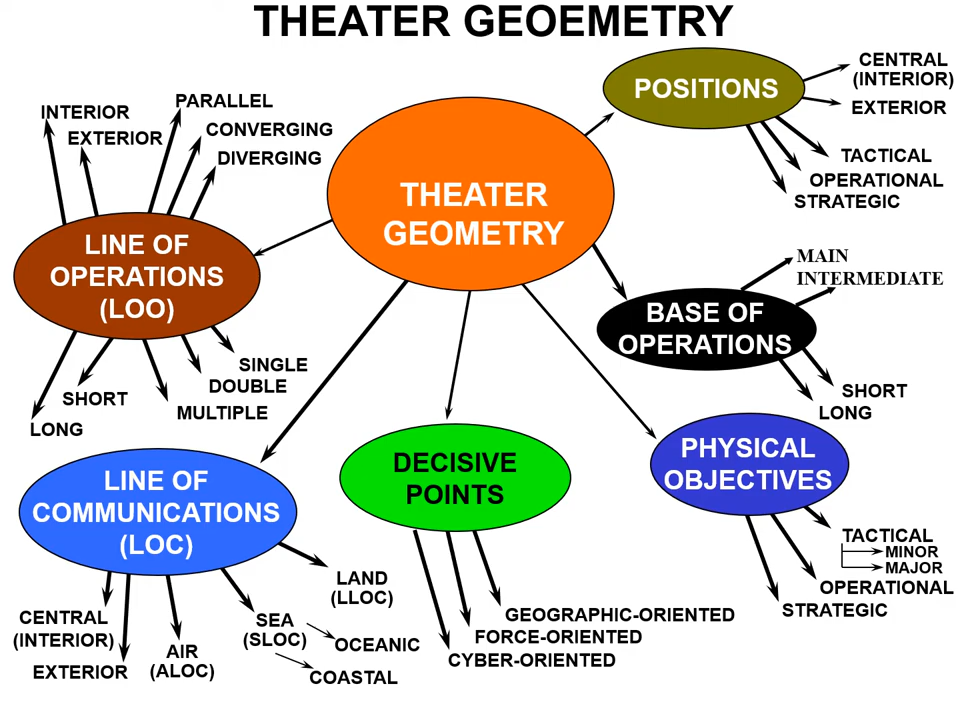 THEATER GEOEMETRY
THEATER
GEOMETRY
POSITIONS
CENTRAL
(INTERIOR)
EXTERIOR
TACTICAL
OPERATIONAL
STRATEGIC
INTERIOR
EXTERIOR
PARALLEL
CONVERGING
DIVERGING
LINE OF
OPERATIONS
(LOO)
SINGLE
DOUBLE
MULTIPLE
SHORT
LONG
BASE OF
OPERATIONS
MAIN
INTERMEDIATE
SHORT
LONG
LINE OF
COMMUNICATIONS
(LOC)
CENTRAL
(INTERIOR)
EXTERIOR
AIR
(ALOC)
SEA
(SLOC)
OCEANIC
COASTAL
LAND
(LLOC)
DECISIVE
POINTS
GEOGRAPHIC-ORIENTED
FORCE-ORIENTED
CYBER-ORIENTED
PHYSICAL
OBJECTIVES
TACTICAL
MINOR
MAJOR
OPERATIONAL
STRATEGIC